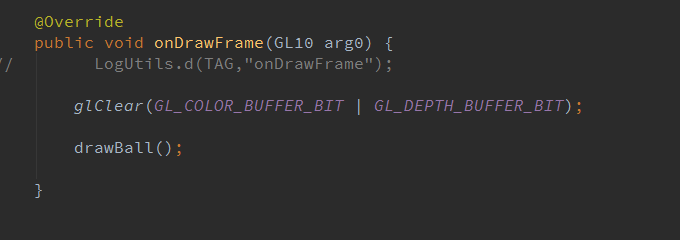 @Override
public void onDrawFrame(GL10 arg0) {
//        LogUtils.d(TAG,"onDrawFrame");
glClear(GL_COLOR_BUFFER_BIT | GL_DEPTH_BUFFER_BIT);
drawBall();
}